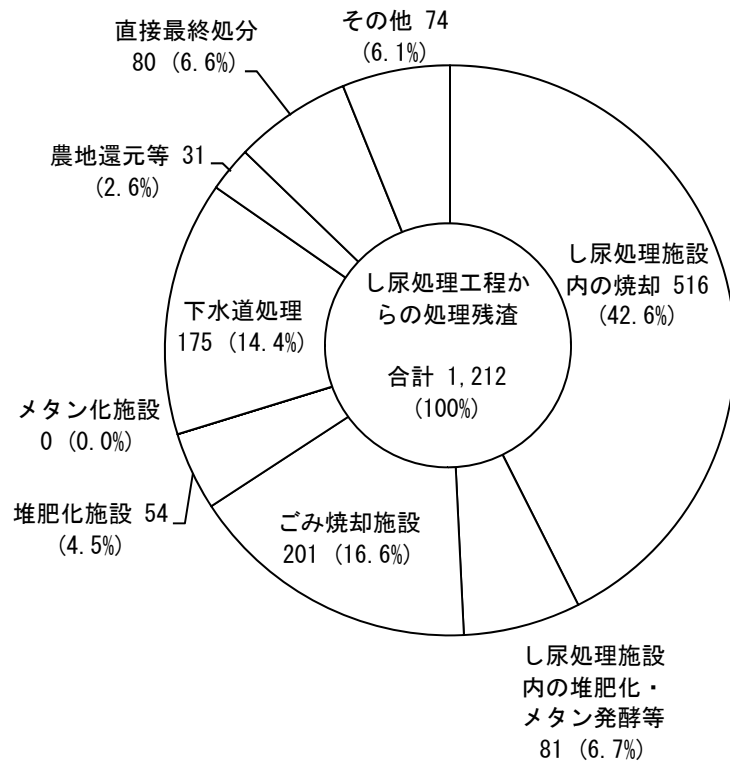 その他 74
(6.1%)
直接最終処分
80 (6.6%)
農地還元等 31
(2.6%)
下水道処理
175 (14.4%)
メタン化施設
0 (0.0%)
堆肥化施設 54
(4.5%)
ごみ焼却施設
201 (16.6%)
し尿処理施設
内の堆肥化・
メタン発酵等
81 (6.7%)
し尿処理施設
内の焼却 516
(42.6%)
し尿処理工程か
らの処理残渣
合計 1,212
(100%)